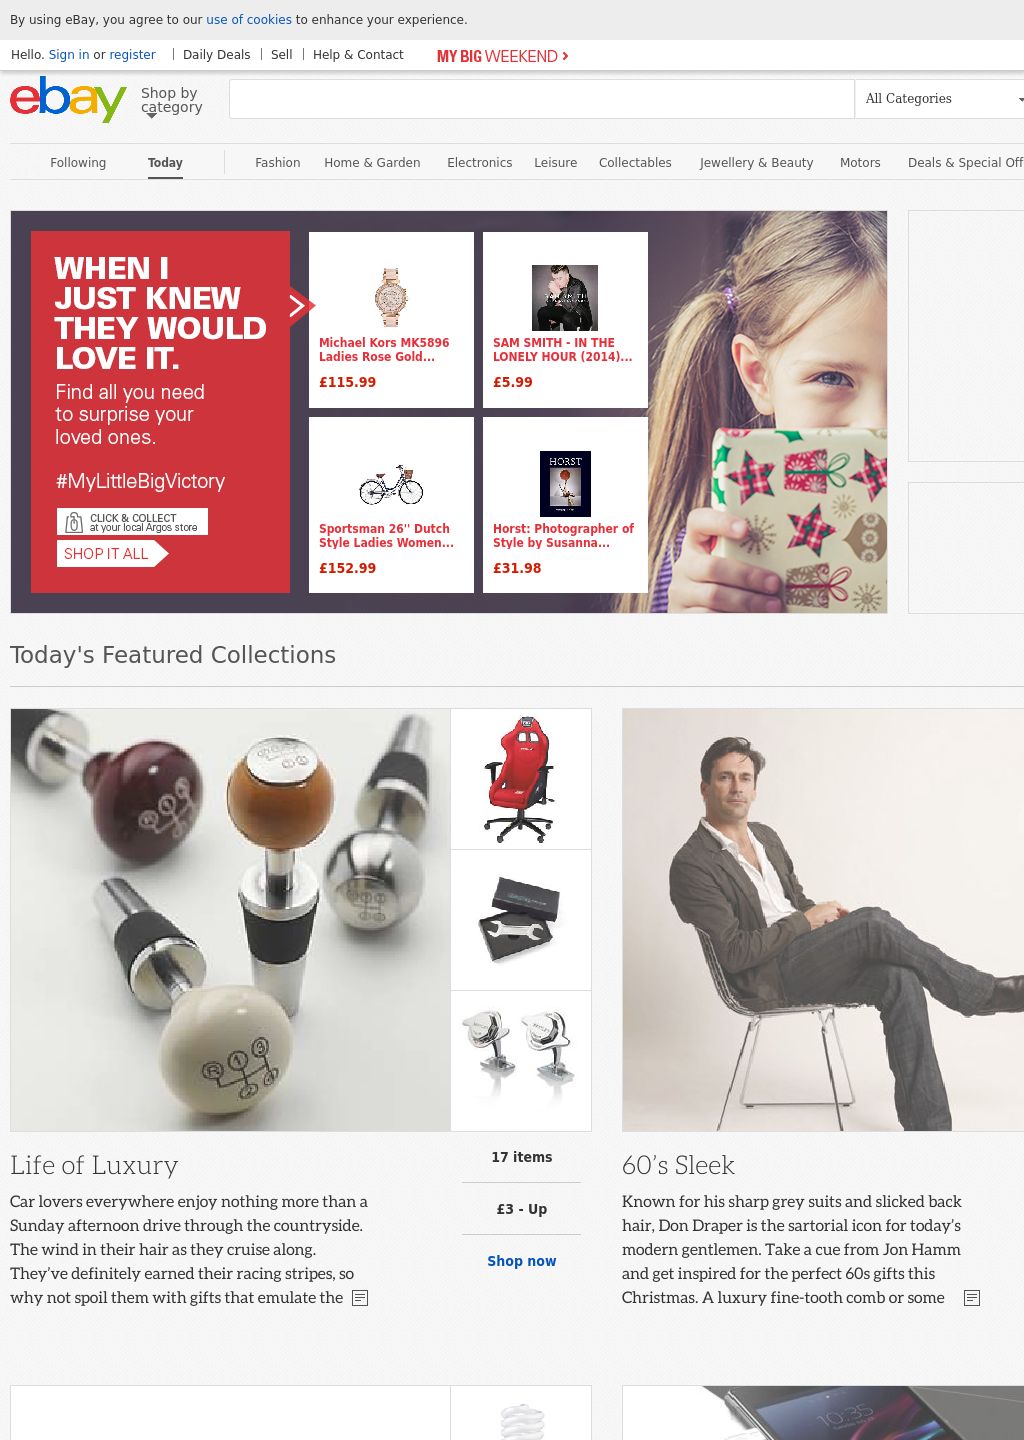 By using eBay, you agree to our use of cookies to enhance your experience.
Hello. Sign in or register
Daily Deals
Sell
Help & Contact
MY BIG WEEKEND
ebay
Shop by
category
All Categories
Following
Today
Fashion
Home & Garden
Electronics
Leisure
Collectables
Jewellery & Beauty
Motors
Deals & Special Off
WHEN I
JUST KNEW
THEY WOULD
LOVE IT.
Find all you need
to surprise your
loved ones.
#MyLittleBigVictory
CLICK & COLLECT
at your local Argos store
SHOP IT ALL
Michael Kors MK5896
Ladies Rose Gold...
£115.99
SAM SMITH
SAM SMITH - IN THE
LONELY HOUR (2014)...
£5.99
Sportsman 26'' Dutch
Style Ladies Women...
£152.99
HORST
Horst: Photographer of
Style by Susanna...
£31.98
Today's Featured Collections
R 1 3
Life of Luxury
Car lovers everywhere enjoy nothing more than a
Sunday afternoon drive through the countryside.
The wind in their hair as they cruise along.
They’ve definitely earned their racing stripes, so
why not spoil them with gifts that emulate the
17 items
£3 - Up
Shop now
60’s Sleek
Known for his sharp grey suits and slicked back
hair, Don Draper is the sartorial icon for today’s
modern gentlemen. Take a cue from Jon Hamm
and get inspired for the perfect 60s gifts this
Christmas. A luxury fine-tooth comb or some
10:35